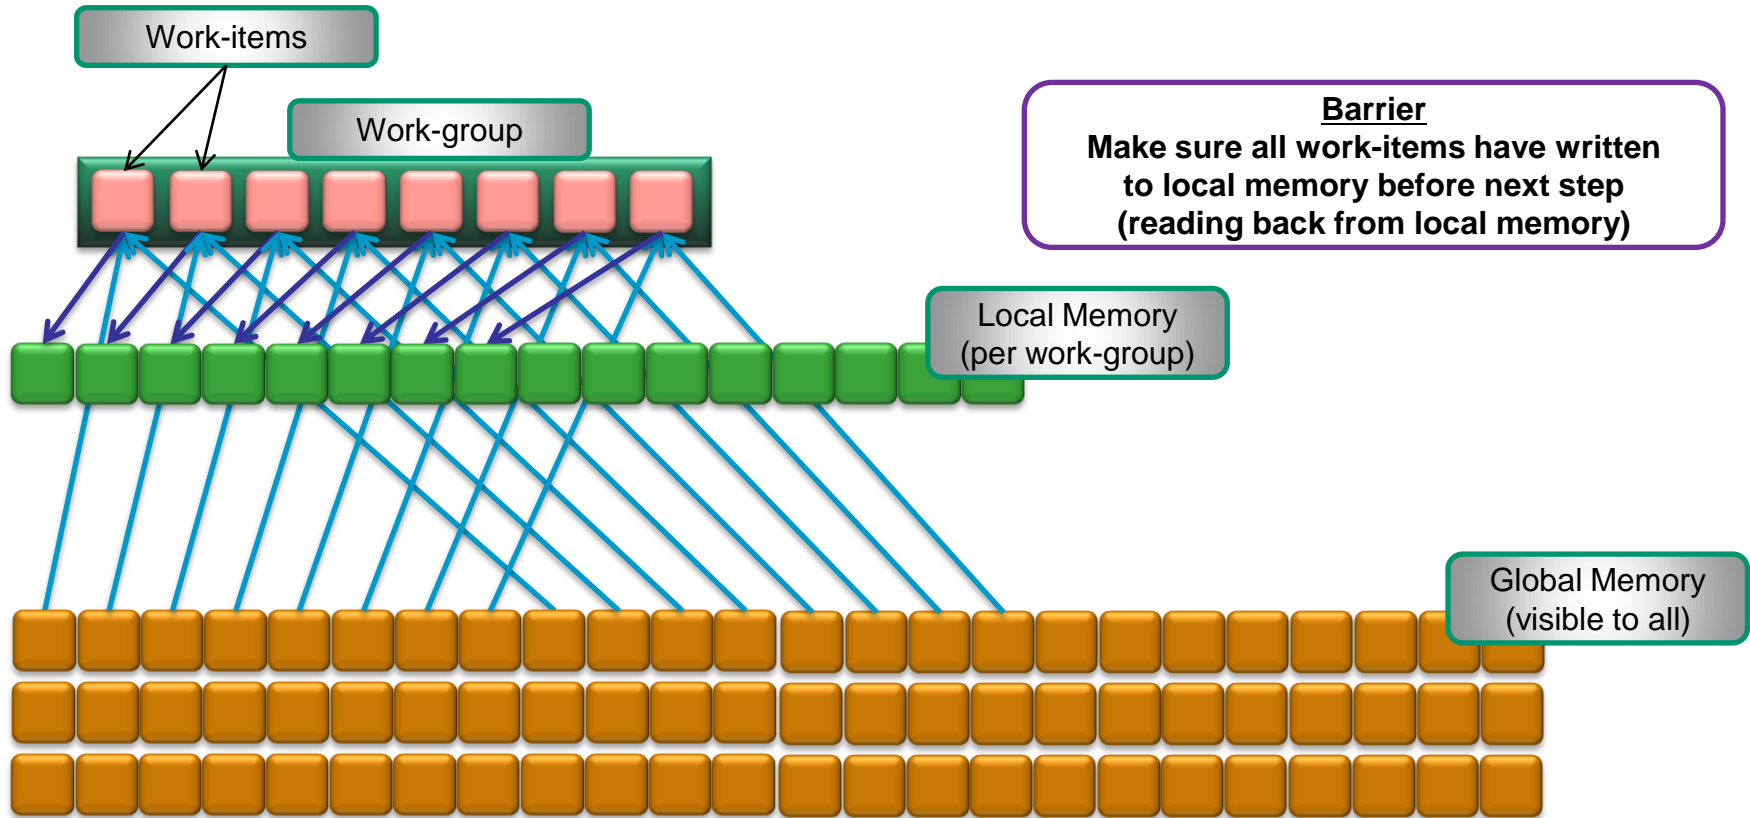 Work-items
Work-group
Barrier
Make sure all work-items have written
to local memory before next step
(reading back from local memory)
Local Memory
(per work-group)
Global Memory
(visible to all)